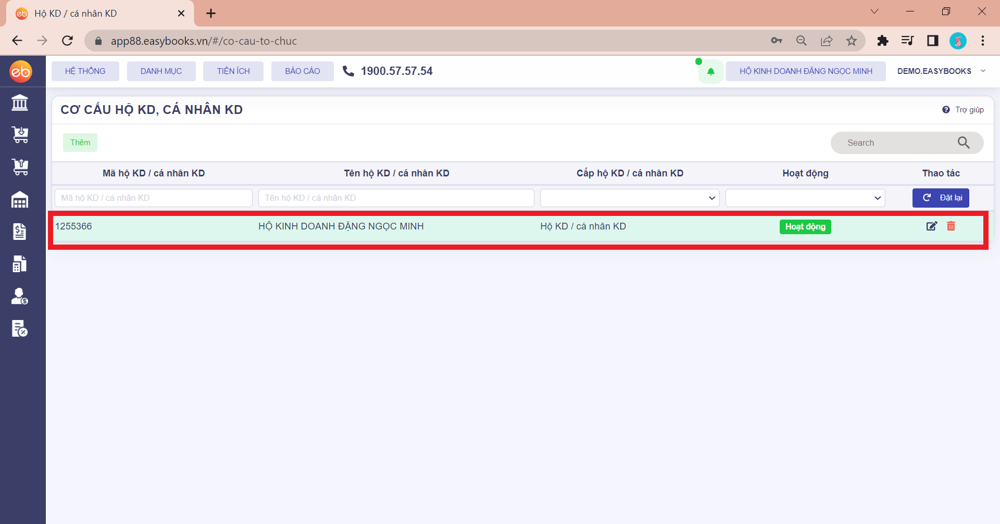 Hộ KD / cá nhân KD
app88.easybooks.vn/#/co-cau-to-chuc
eb
HỆ THỐNG
DANH MỤC
TIỆN ÍCH
BÁO CÁO
1900.57.57.54
HỘ KINH DOANH ĐẶNG NGỌC MINH
DEMO.EASYBOOKS
CƠ CẤU HỘ KD, CÁ NHÂN KD
Trợ giúp
Thêm
Search
Mã hộ KD / cá nhân KD
Tên hộ KD / cá nhân KD
Cấp hộ KD / cá nhân KD
Hoạt động
Thao tác
Mã hộ KD / cá nhân KD
Tên hộ KD / cá nhân KD
Đặt lại
1255366
HỘ KINH DOANH ĐẶNG NGỌC MINH
Hộ KD / cá nhân KD
Hoạt động